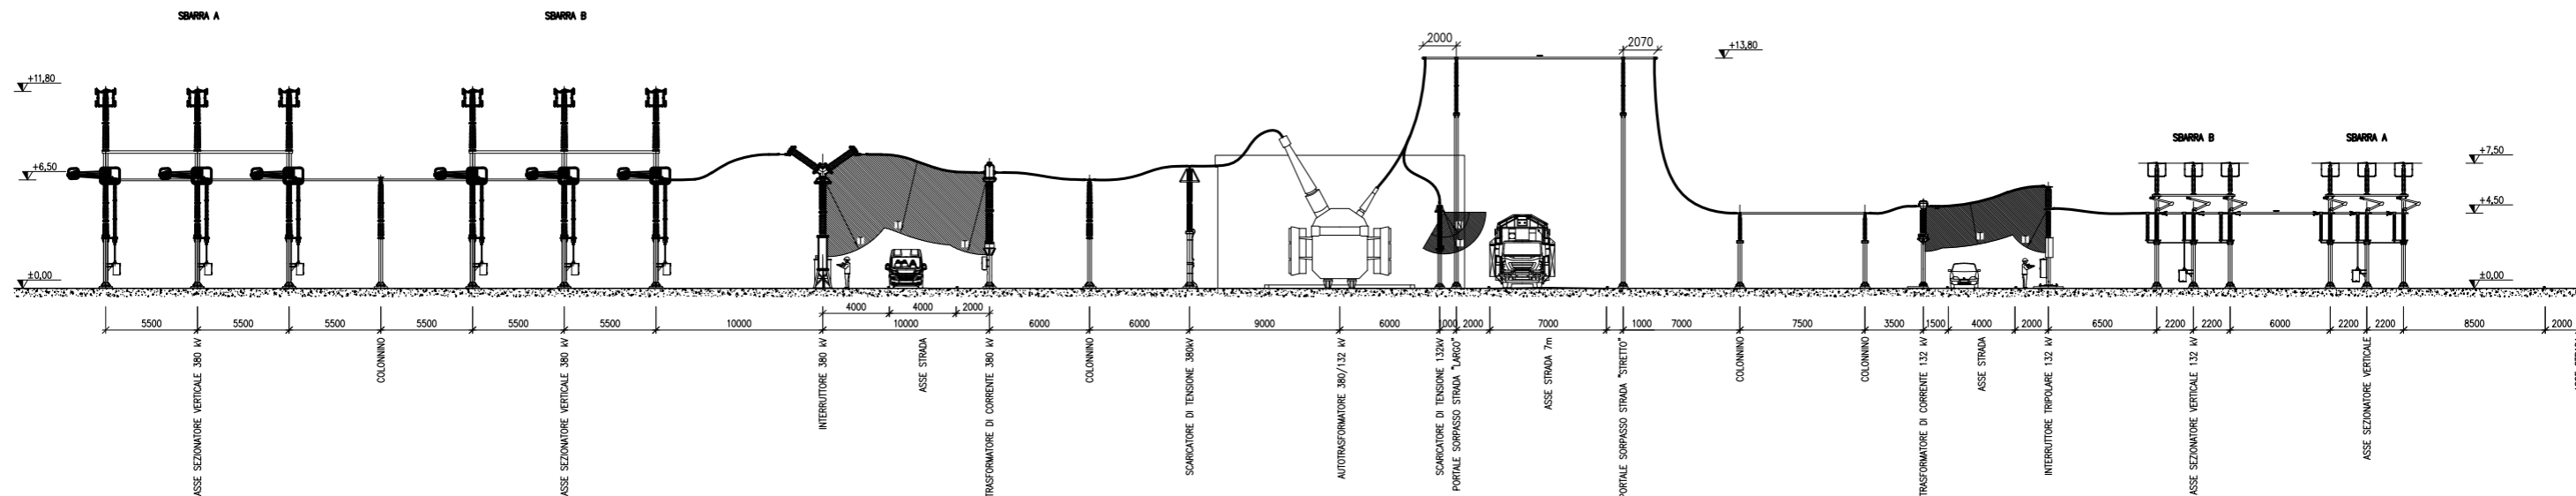 SBARRA A
SBARRA B
2000
2070
+13,80
+11,80
+6,50
±0,00
SBARRA B
SBARRA A
+7,50
+4,50
±0,00
4000
4000
2000
5500
5500
5500
5500
5500
5500
10000
10000
6000
6000
9000
6000
2000
7000
1000
7000
7500
3500
1500
4000
2000
6500
2200
2200
6000
2200
2200
8500
2000
ASSE SEZIONATORE VERTICALE 380 kV
COLONNINO
ASSE SEZIONATORE VERTICALE 380 kV
INTERRUTTORE 380 kV
ASSE STRADA
TRASFORMATORE DI CORRENTE 380 kV
COLONNINO
SCARICATORE DI TENSIONE 380kV
AUTOTRASFORMATORE 380/132 kV
SCARICATORE DI TENSIONE 132kV
PORTALE SORPASSO STRADA "LARGO"
ASSE STRADA 7m
PORTALE SORPASSO STRADA "STRETTO"
COLONNINO
COLONNINO
TRASFORMATORE DI CORRENTE 132 kV
ASSE STRADA
INTERRUTTORE TRIPOLARE 132 kV
ASSE SEZIONATORE VERTICALE 132 kV
ASSE SEZIONATORE VERTICALE